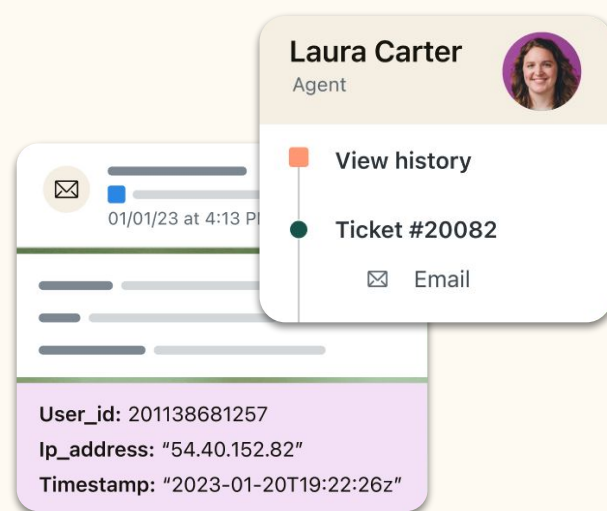 Laura Carter
Agent
View history
Ticket #20082
Email
01/01/23 at 4:13
User_id: 201138681257
Ip_address: “54.40.152.82”
Timestamp: “2023-01-20T19:22:26z”